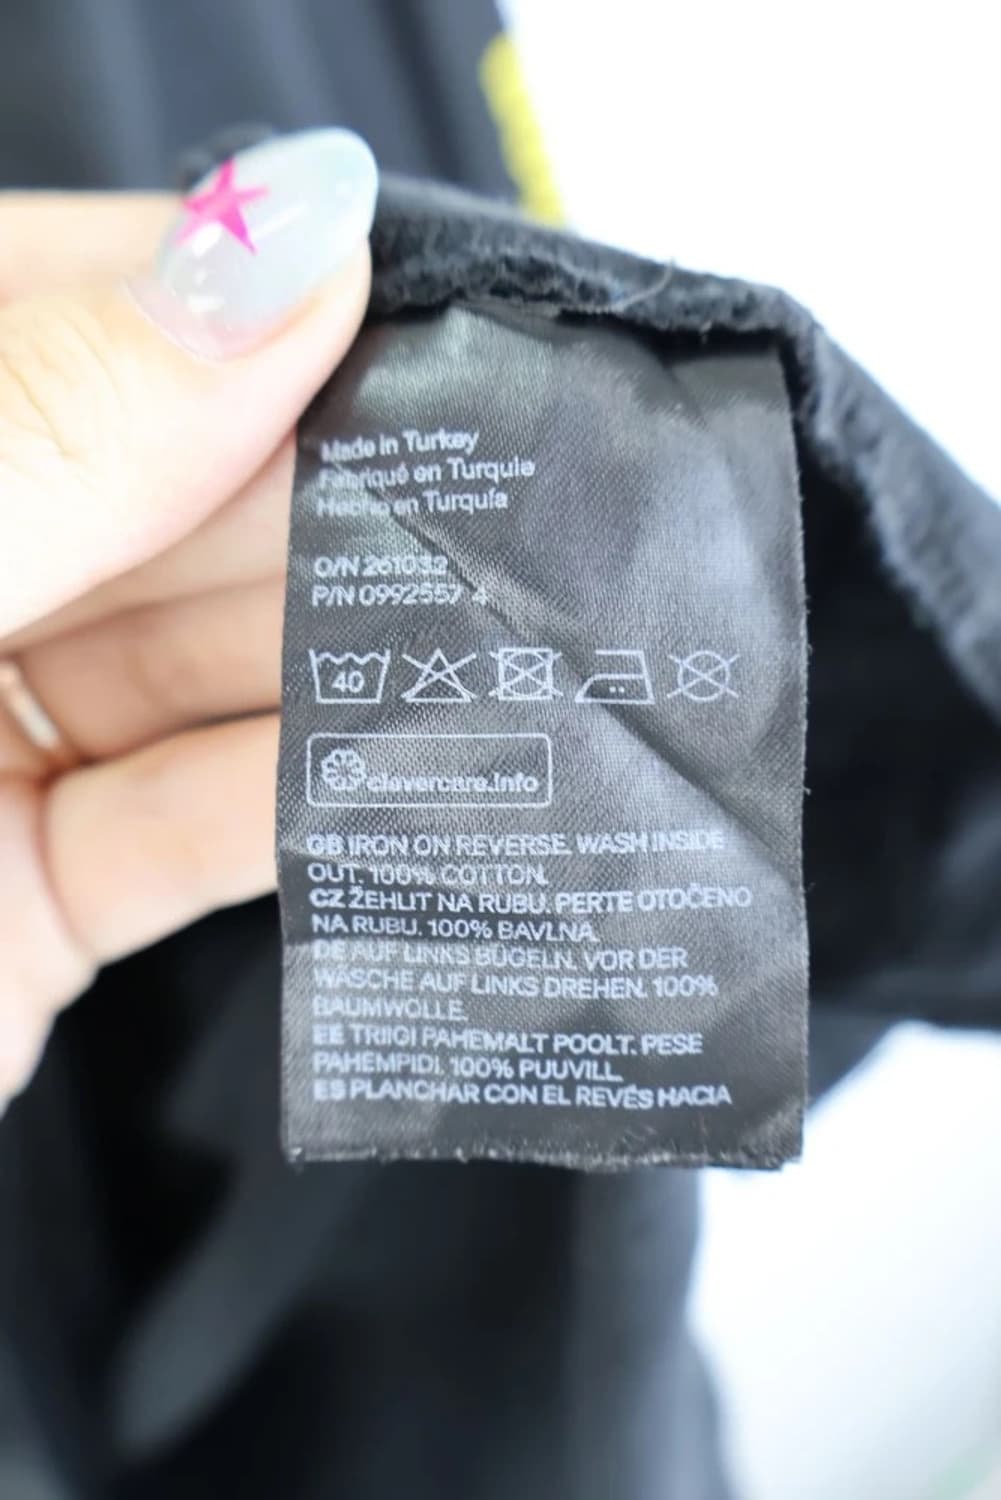 Made in Turkey
Fabriqué en Turquie
Hecho en Turquía
O/N 261032
P/N 0992557 4
40
clevercare.info
GB IRON ON REVERSE. WASH INSIDE
OUT. 100% COTTON.
CZ ŽEHLIT NA RUBU. PERTE OTOČENO
NA RUBU. 100% BAVLNA.
DE AUF LINKS BÜGELN. VOR DER
WÄSCHE AUF LINKS DREHEN. 100%
BAUMWOLLE.
EE TRIIGI PAHEMALT POOLT. PESE
PAHEMPIDI. 100% PUUVILL.
ES PLANCHAR CON EL REVÉS HACIA